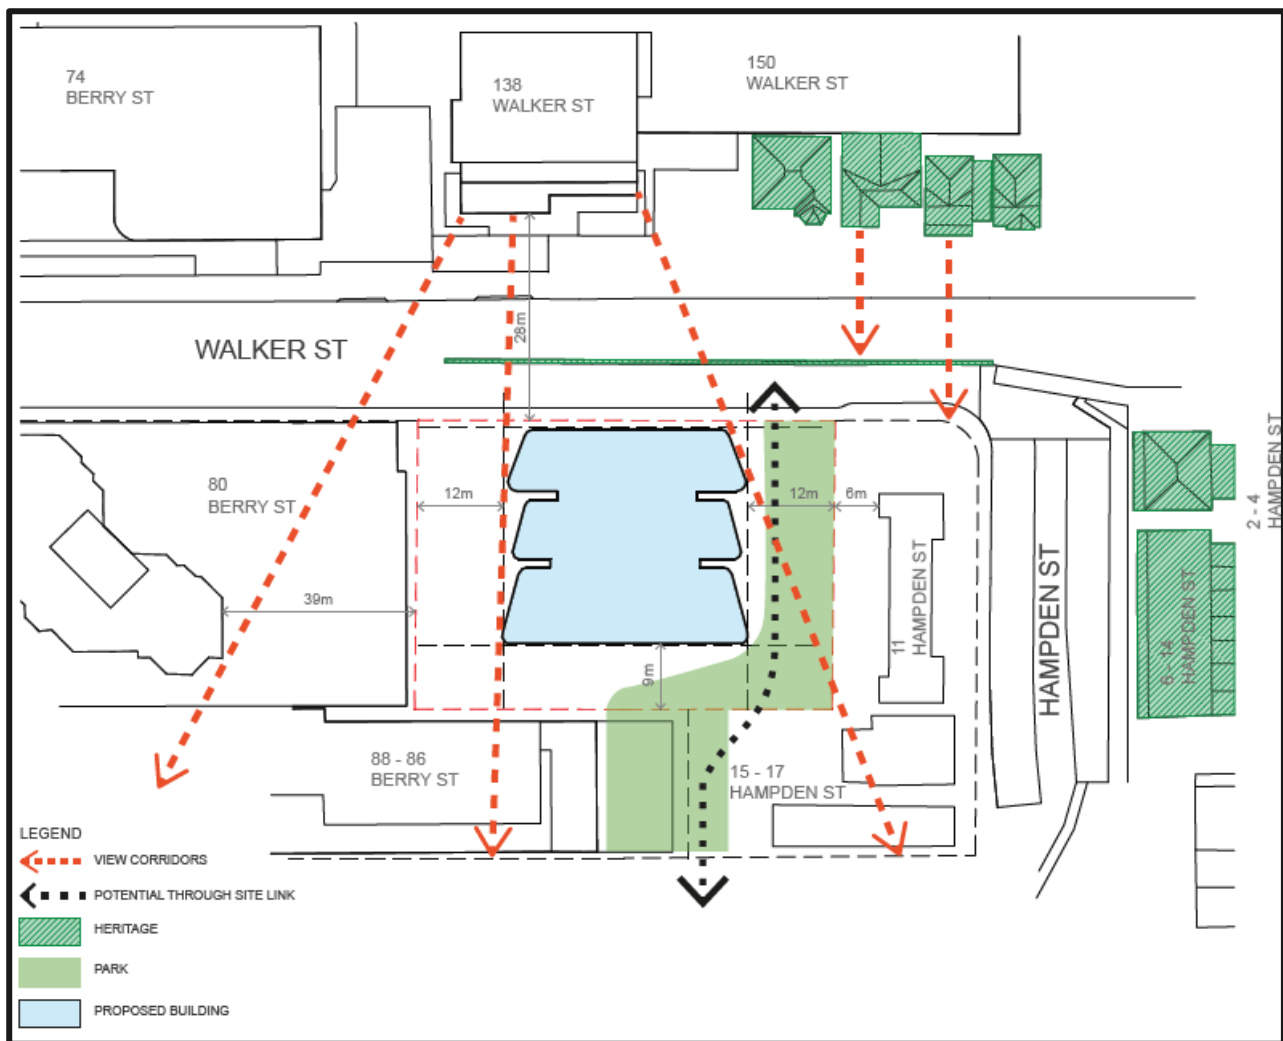 74
BERRY ST
138
WALKER ST
150
WALKER ST
28m
WALKER ST
80
BERRY ST
12m
12m
6m
39m
9m
11
HAMPDEN ST
HAMPDEN ST
2 - 4
HAMPDEN ST
6 - 14
HAMPDEN ST
88 - 86
BERRY ST
15 - 17
HAMPDEN ST
LEGEND
VIEW CORRIDORS
POTENTIAL THROUGH SITE LINK
HERITAGE
PARK
PROPOSED BUILDING